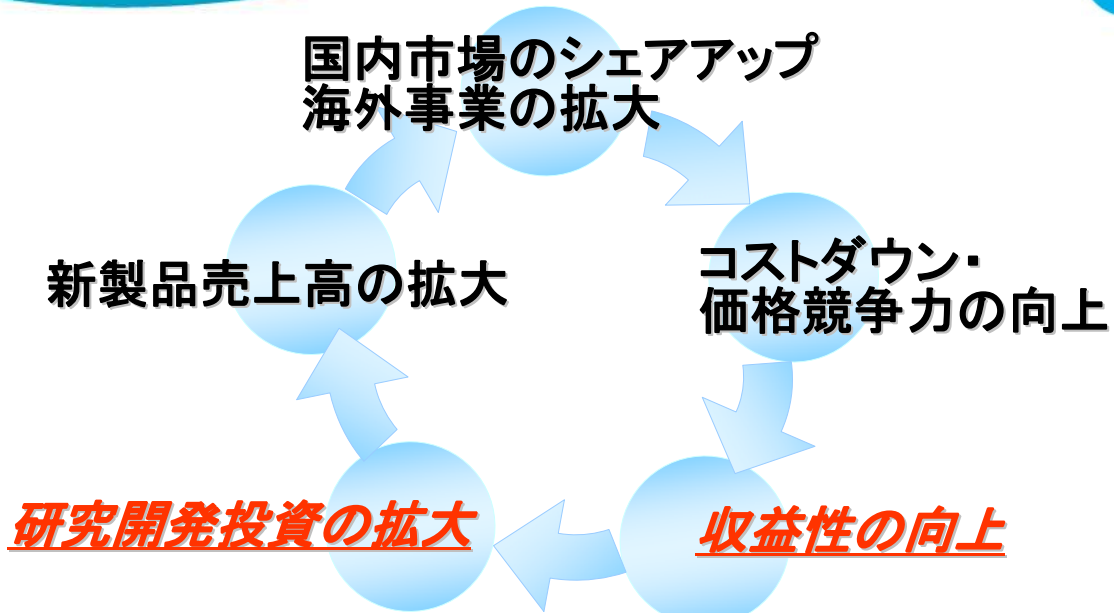 国内市場のシェアアップ
海外事業の拡大
新製品売上高の拡大
コストダウン・
価格競争力の向上
研究開発投資の拡大
収益性の向上